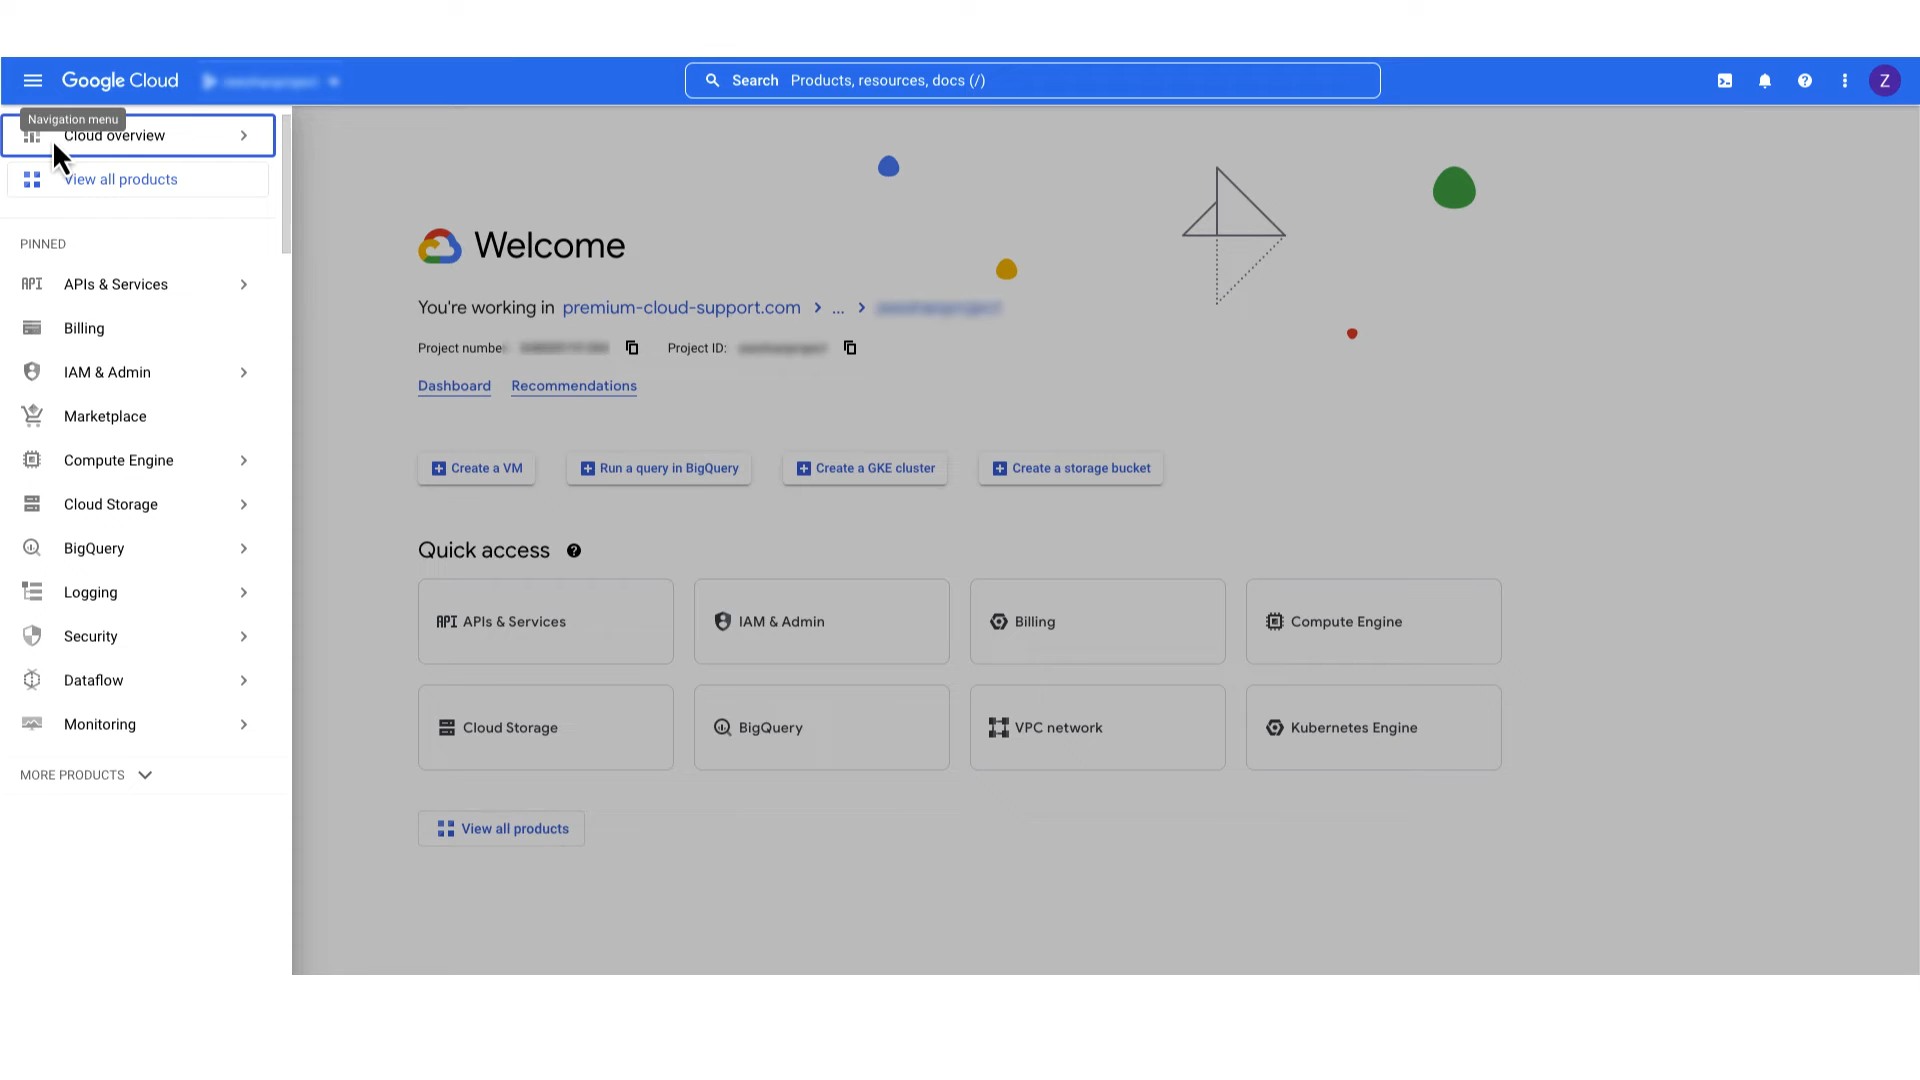 Google Cloud
Search Products, resources, docs (/)
Z
Navigation menu
Cloud overview
View all products
PINNED
API APIs & Services
Billing
IAM & Admin
Marketplace
Compute Engine
Cloud Storage
BigQuery
Logging
Security
Dataflow
Monitoring
MORE PRODUCTS
Welcome
You're working in premium-cloud-support.com > ... >
Project numbe
Project ID:
Dashboard Recommendations
Create a VM
Run a query in BigQuery
Create a GKE cluster
Create a storage bucket
Quick access
API APIs & Services
IAM & Admin
Billing
Compute Engine
Cloud Storage
BigQuery
VPC network
Kubernetes Engine
View all products